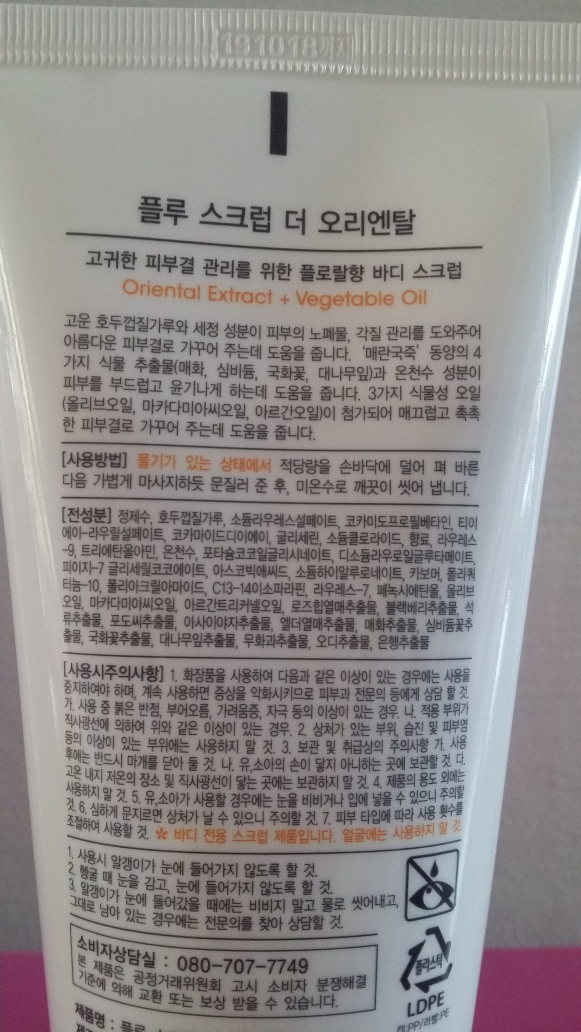 191018까지
플루 스크럽 더 오리엔탈
고귀한 피부결 관리를 위한 플로랄향 바디 스크럽
Oriental Extract + Vegetable Oil
고운 호두껍질가루와 세정 성분이 피부의 노폐물, 각질 관리를 도와주어
아름다운 피부결로 가꾸어 주는데 도움을 줍니다. '매란국죽' 동양의 4
가지 식물 추출물(매화, 심비듐, 국화꽃, 대나무잎)과 온천수 성분이
피부를 부드럽고 윤기나게 하는데 도움을 줍니다. 3가지 식물성 오일
(올리브오일, 마카다미아씨오일, 아르간오일)이 첨가되어 매끄럽고 촉촉
한 피부결로 가꾸어 주는데 도움을 줍니다.
[사용방법] 물기가 있는 상태에서 적당량을 손바닥에 덜어 펴 바른
다음 가볍게 마사지하듯 문질러 준 후, 미온수로 깨끗이 씻어 냅니다.
[전성분] 정제수, 호두껍질가루, 소듐라우레스설페이트, 코카미도프로필베타인, 티이
에이-라우릴설페이트, 코카마이드디이에이, 글리세린, 소듐클로라이드, 향료, 라우레스
-9, 트리에탄올아민, 온천수, 포타슘코코일글리시네이트, 디소듐라우로일글루타메이트,
피이지-7 글리세릴코코에이트, 아스코빅애씨드, 소듐하이알루로네이트, 카보머, 폴리쿼
터늄-10, 폴리아크릴아마이드, C13-14이소파라핀, 라우레스-7, 페녹시에탄올, 올리브
오일, 마카다미아씨오일, 아르간트리커넬오일, 로즈힙열매추출물, 블랙베리추출물, 석
류추출물, 포도씨추출물, 아사이야자추출물, 엘더열매추출물, 매화추출물, 심비듐꽃추
출물, 국화꽃추출물, 대나무잎추출물, 무화과추출물, 오디추출물, 은행추출물
[사용시주의사항] 1. 화장품을 사용하여 다음과 같은 이상이 있는 경우에는 사용을
중지하여야 하며, 계속 사용하면 증상을 악화시키므로 피부과 전문의 등에게 상담 할 것.
가. 사용 중 붉은 반점, 부어오름, 가려움증, 자극 등의 이상이 있는 경우. 나. 적용 부위가
직사광선에 의하여 위와 같은 이상이 있는 경우. 2. 상처가 있는 부위, 습진 및 피부염
등의 이상이 있는 부위에는 사용하지 말 것. 3. 보관 및 취급상의 주의사항 가. 사용
후에는 반드시 마개를 닫아 둘 것. 나. 유,소아의 손이 닿지 아니하는 곳에 보관할 것. 다.
고온 내지 저온의 장소 및 직사광선이 닿는 곳에는 보관하지 말 것. 4. 제품의 용도 외에는
사용하지 말 것. 5. 유,소아가 사용할 경우에는 눈을 비비거나 입에 넣을 수 있으니 주의할
것. 6. 심하게 문지르면 상처가 날 수 있으니 주의할 것. 7. 피부 타입에 따라 사용 횟수를
조절하여 사용할 것. ※ 바디 전용 스크럽 제품입니다. 얼굴에는 사용하지 말 것.
1. 사용시 알갱이가 눈에 들어가지 않도록 할 것.
2. 헹굴 때 눈을 감고, 눈에 들어가지 않도록 할 것.
3. 알갱이가 눈에 들어갔을 때에는 비비지 말고 물로 씻어내고,
그대로 남아 있는 경우에는 전문의를 찾아 상담할 것.
소비자상담실 : 080-707-7749
본 제품은 공정거래위원회 고시 소비자 분쟁해결
기준에 의해 교환 또는 보상 받을 수 있습니다.
플라스틱
LDPE
캡:PP/라벨:PE
제품명 : 플루